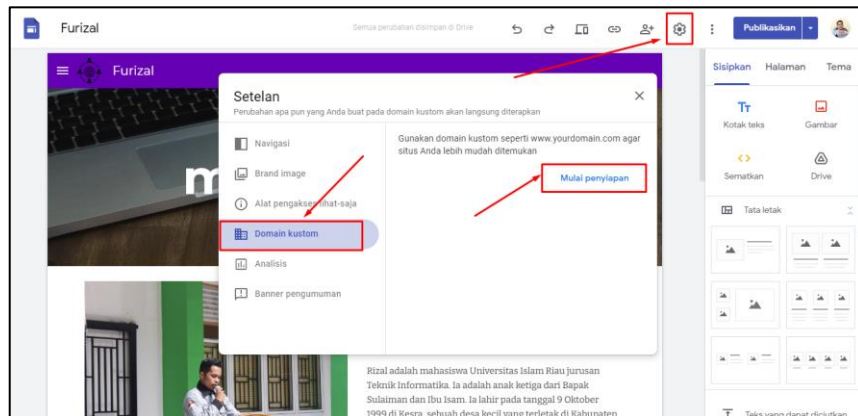 Furizal
Semua perubahan disimpan di Drive
Publikasikan
Furizal
Sisipkan Halaman Tema
Kotak teks Gambar
Sematkan Drive
Tata letak
Setelan
Perubahan apa pun yang Anda buat pada domain kustom akan langsung diterapkan
Navigasi
Brand image
Alat pengakses lihat-saja
Domain kustom
Analisis
Banner pengumuman
Gunakan domain kustom seperti www.yourdomain.com agar
situs Anda lebih mudah ditemukan
Mulai penyiapan
m
Rizal adalah mahasiswa Universitas Islam Riau jurusan
Teknik Informatika. Ia adalah anak ketiga dari Bapak
Sulaiman dan Ibu Isam. Ia lahir pada tanggal 9 Oktober
1999 di Kesra, sebuah desa kecil yang terletak di Kabupaten
Teks yang dapat diciutkan